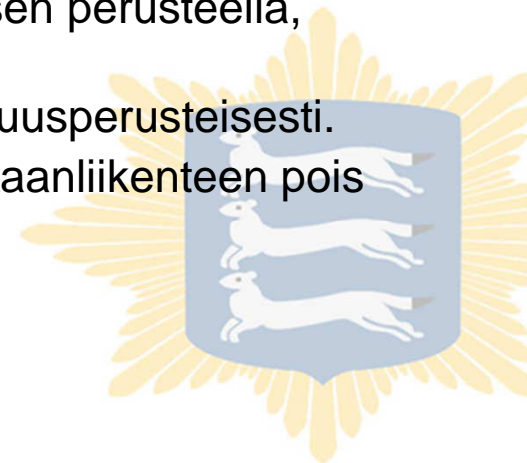 sen perusteella,
uusperusteisesti.
aanliikenteen pois